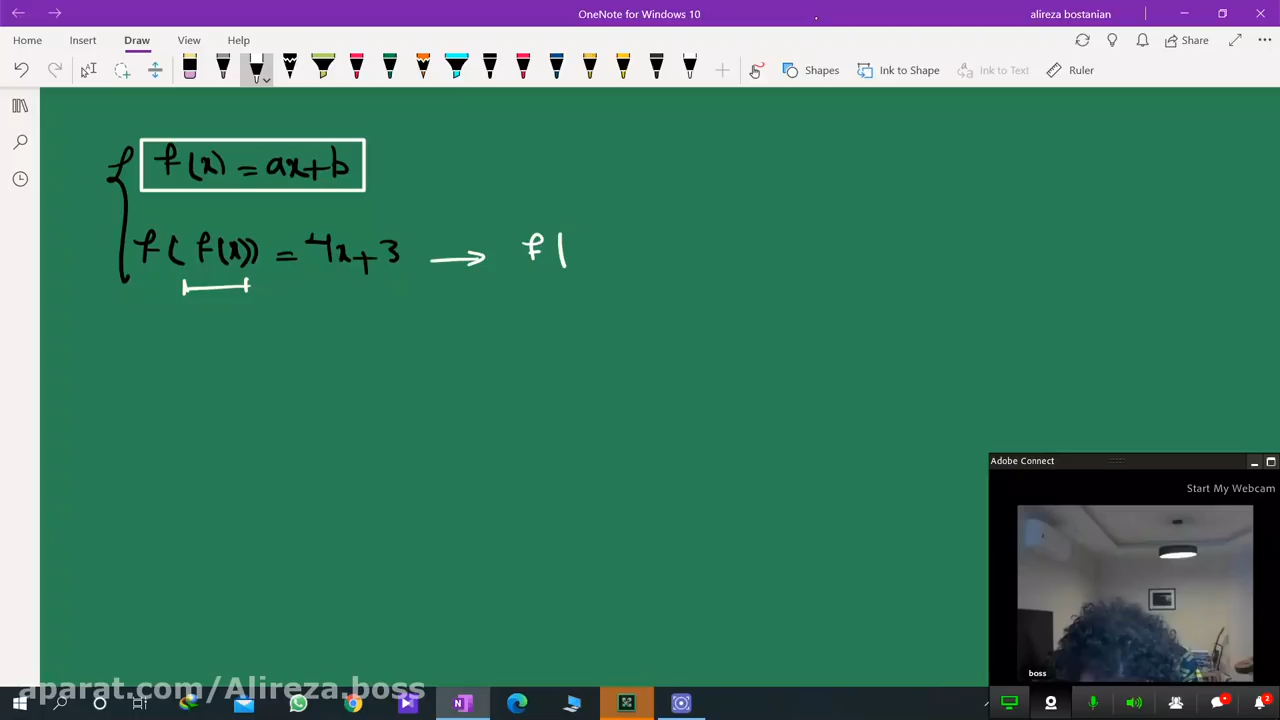 OneNote for Windows 10
alireza bostanian
Home Insert Draw View Help
Share
Shapes Ink to Shape Ink to Text Ruler
f(x) = ax+b
f(f(x)) = 4x+3 → f(
Adobe Connect
Start My Webcam
boss
aparat.com/Alireza.boss
2